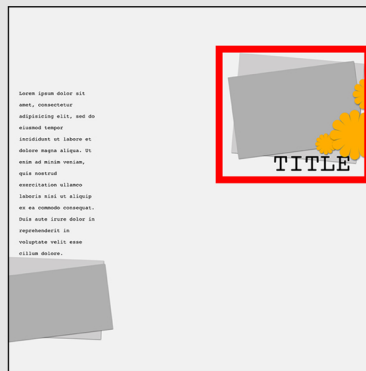 Lorem ipsum dolor sit
amet, consectetur
adipisicing elit, sed do
eiusmod tempor
incididunt ut labore et
dolore magna aliqua. Ut
enim ad minim veniam,
quis nostrud
exercitation ullamco
laboris nisi ut aliquip
ex ea commodo consequat.
Duis aute irure dolor in
reprehenderit in
voluptate velit esse
cillum dolore.
TITLE